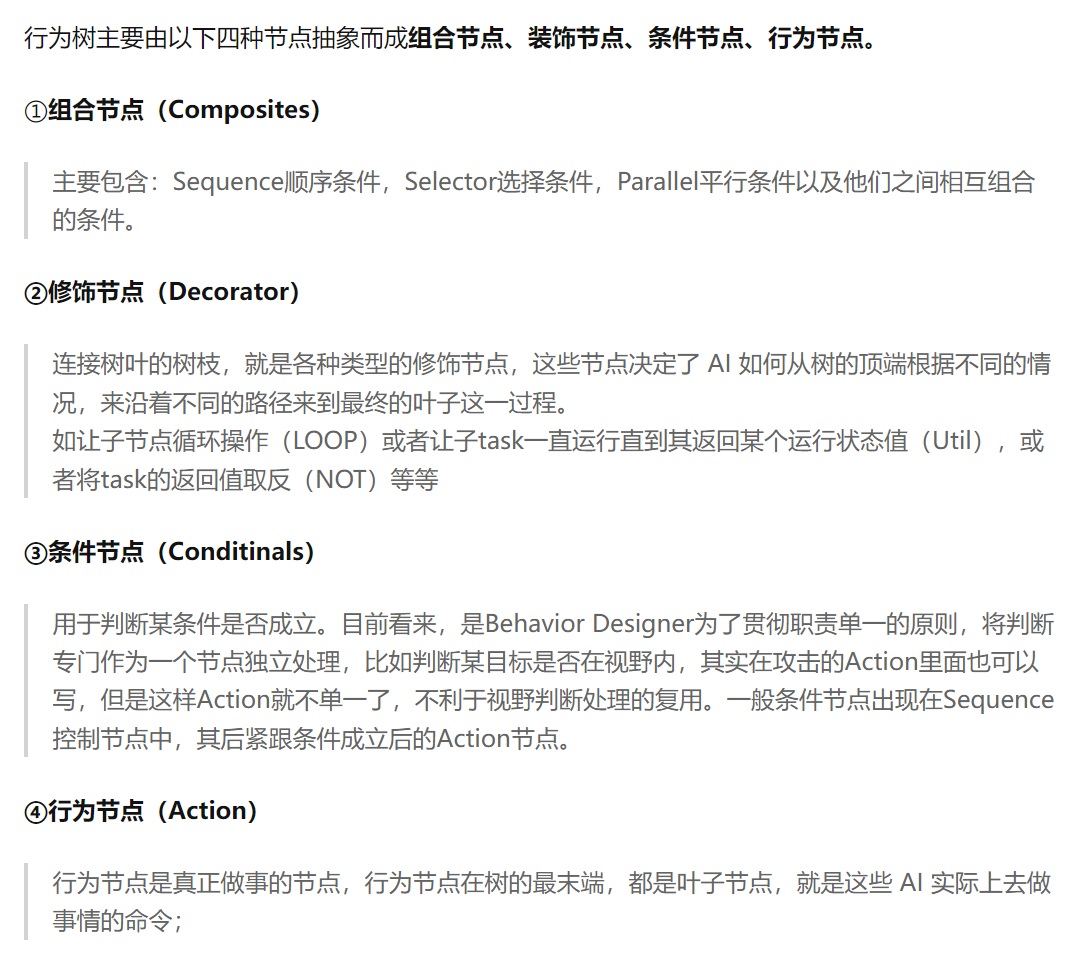 行为树主要由以下四种节点抽象而成组合节点、装饰节点、条件节点、行为节点。
①组合节点（Composites）
主要包含：Sequence顺序条件，Selector选择条件，Parallel平行条件以及他们之间相互组合
的条件。
②修饰节点（Decorator）
连接树叶的树枝，就是各种类型的修饰节点，这些节点决定了 AI 如何从树的顶端根据不同的情
况，来沿着不同的路径来到最终的叶子这一过程。
如让子节点循环操作（LOOP）或者让子task一直运行直到其返回某个运行状态值（Util），或
者将task的返回值取反（NOT）等等
③条件节点（Conditinals）
用于判断某条件是否成立。目前看来，是Behavior Designer为了贯彻职责单一的原则，将判断
专门作为一个节点独立处理，比如判断某目标是否在视野内，其实在攻击的Action里面也可以
写，但是这样Action就不单一了，不利于视野判断处理的复用。一般条件节点出现在Sequence
控制节点中，其后紧跟条件成立后的Action节点。
④行为节点（Action）
行为节点是真正做事的节点，行为节点在树的最末端，都是叶子节点，就是这些 AI 实际上去做
事情的命令；